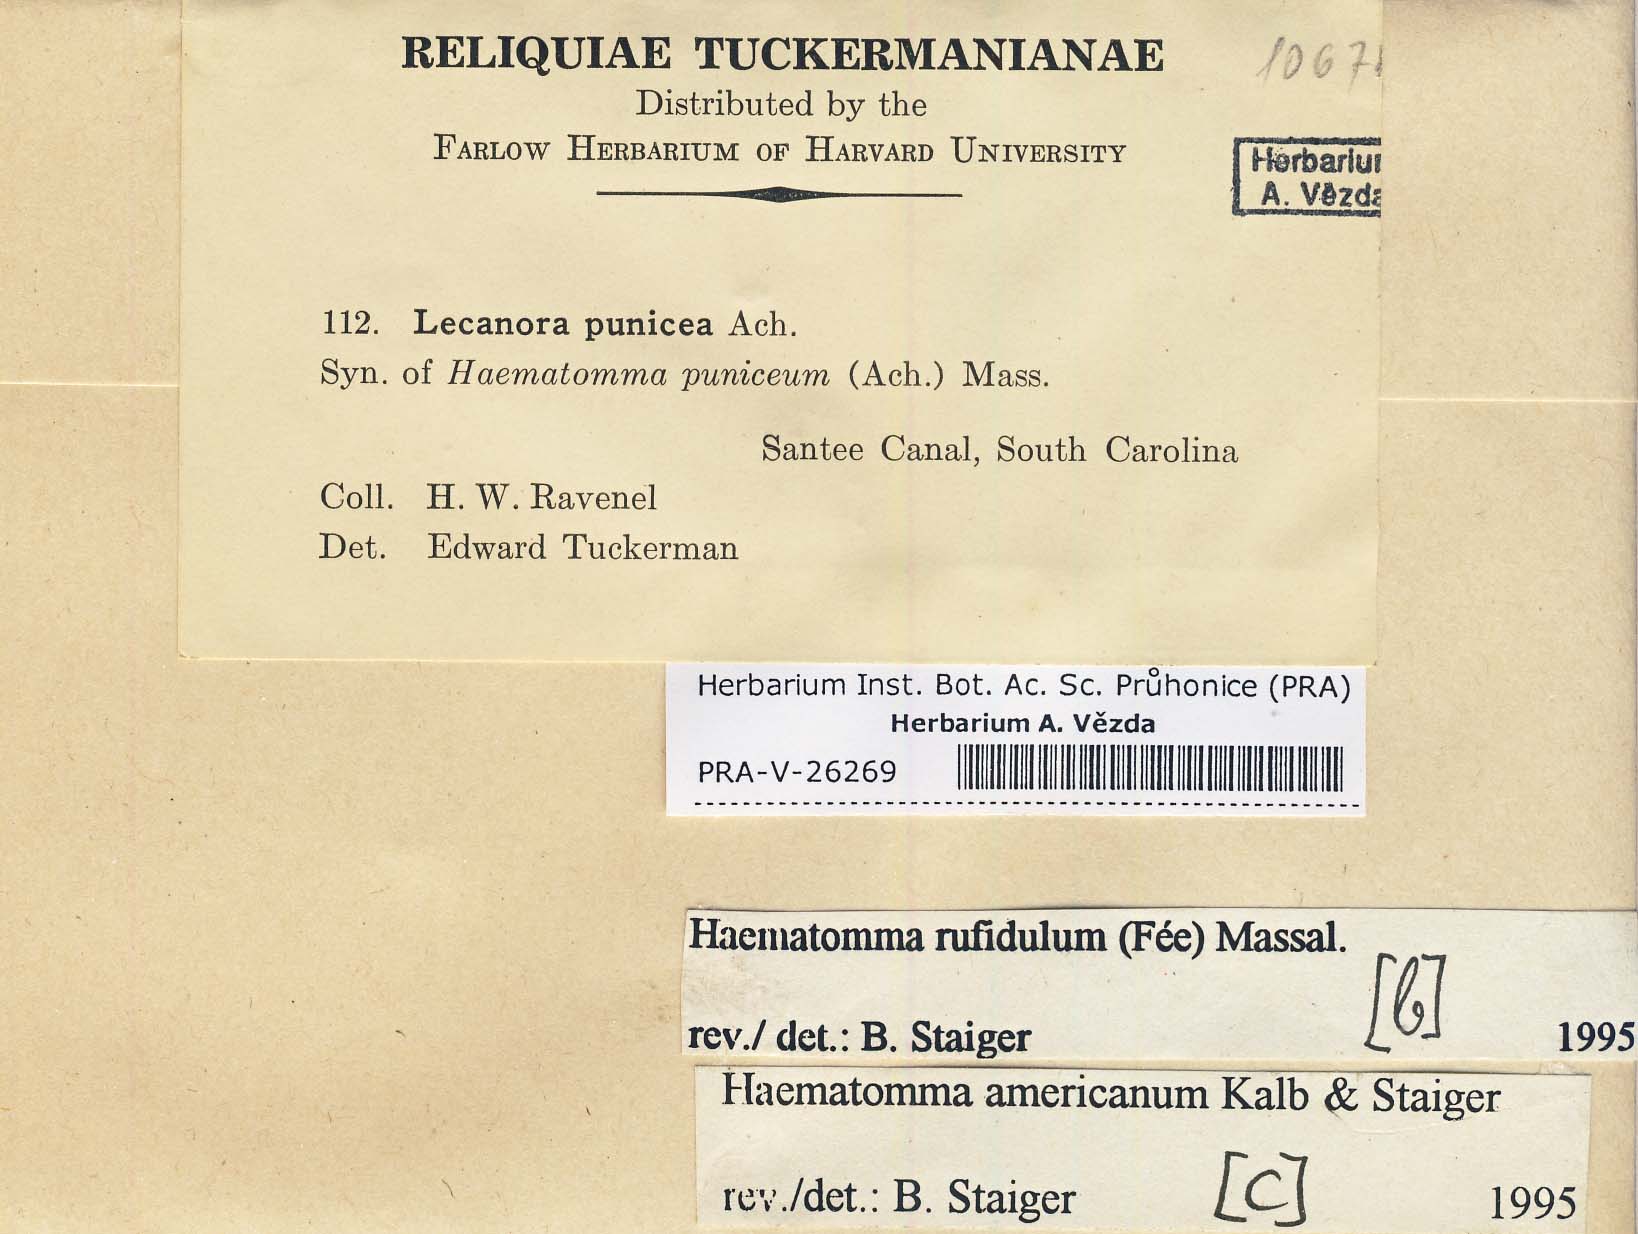 RELIQUIAE TUCKERMANIANAE
Distributed by the
FARLOW HERBARIUM OF HARVARD UNIVERSITY
A.
112. Lecanora punicea Ach.
Syn. of Haematomma puniceum (Ach.) Mass.
Santee Canal, South Carolina
Coll. H. W. Ravenel
Det. Edward Tuckerman
Herbarium Inst. Bot. Ac. Sc. Průhonice (PRA)
Herbarium A. Vězda
PRA-V-26269
Haematomma rufidulum (Fée) Massal.
[b]
rev./ det.: B. Staiger 1995
Haematomma americanum Kalb & Staiger
rev./det.: B. Staiger [C] 1995